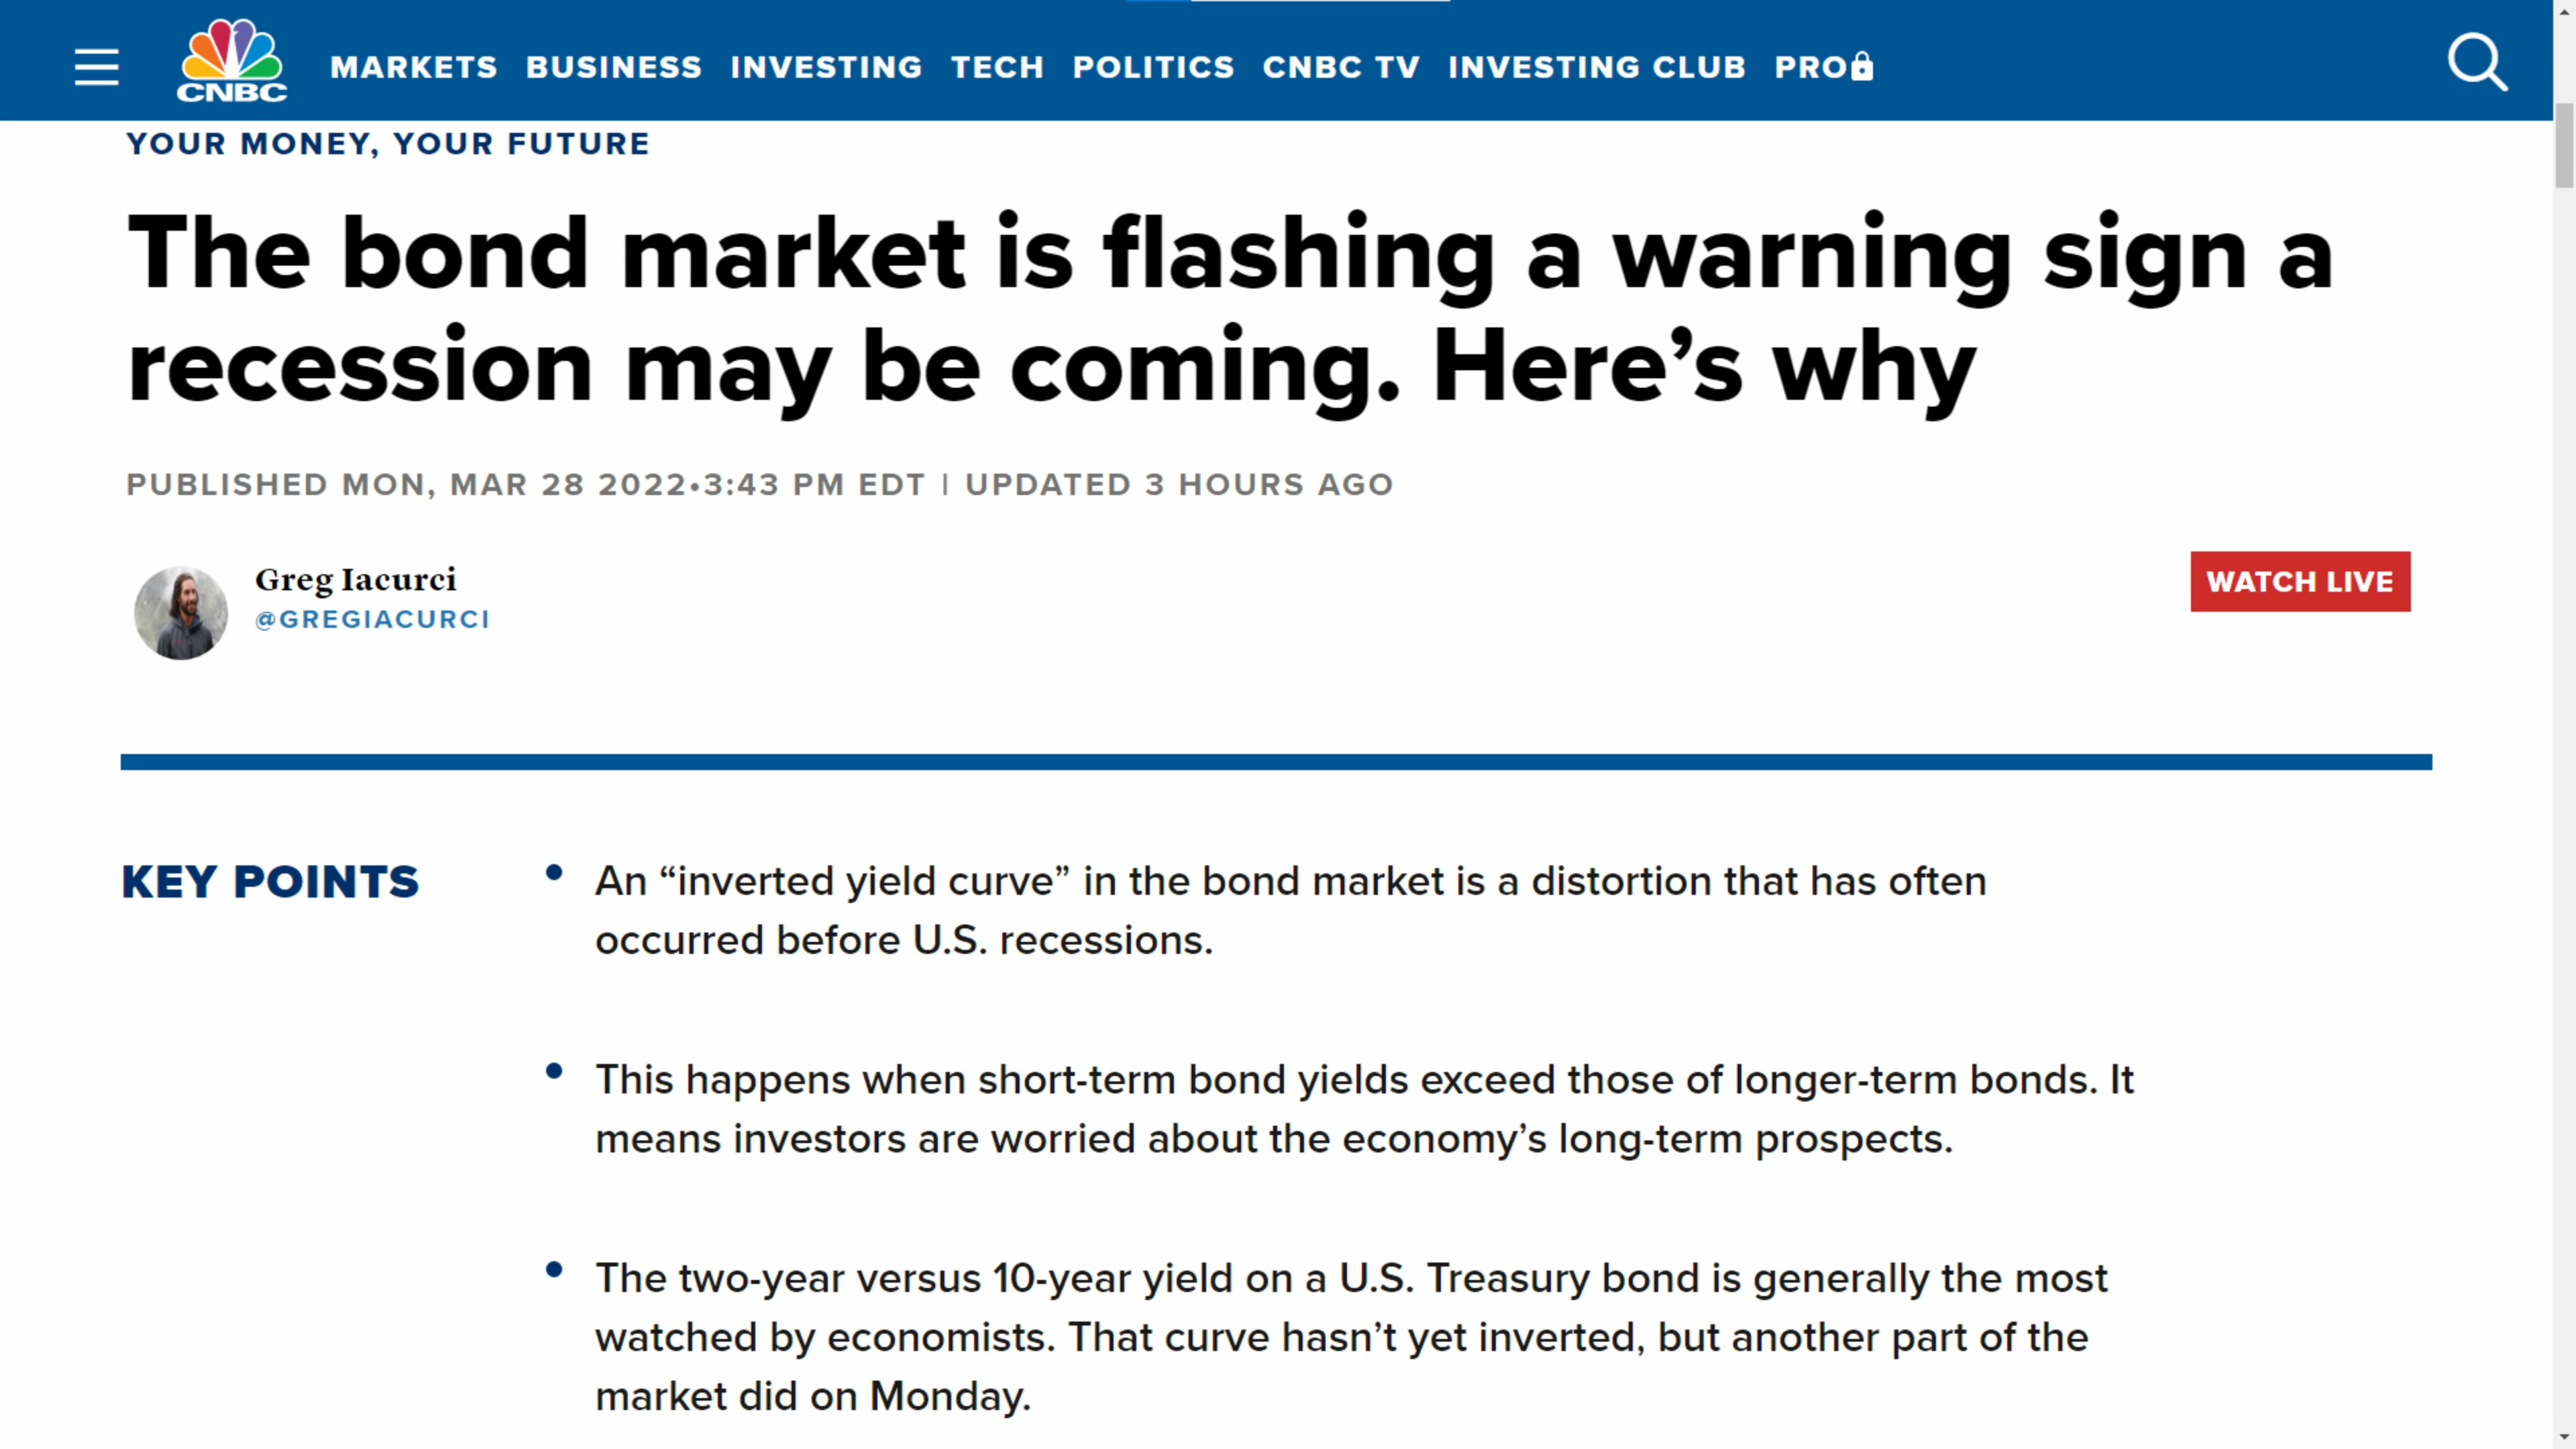 CNBC
MARKETS BUSINESS INVESTING TECH POLITICS CNBC TV INVESTING CLUB PRO
YOUR MONEY, YOUR FUTURE
The bond market is flashing a warning sign a
recession may be coming. Here’s why
PUBLISHED MON, MAR 28 2022•3:43 PM EDT | UPDATED 3 HOURS AGO
Greg Iacurci
@GREGIACURCI
WATCH LIVE
KEY POINTS
• An “inverted yield curve” in the bond market is a distortion that has often
occurred before U.S. recessions.
• This happens when short-term bond yields exceed those of longer-term bonds. It
means investors are worried about the economy’s long-term prospects.
• The two-year versus 10-year yield on a U.S. Treasury bond is generally the most
watched by economists. That curve hasn’t yet inverted, but another part of the
market did on Monday.